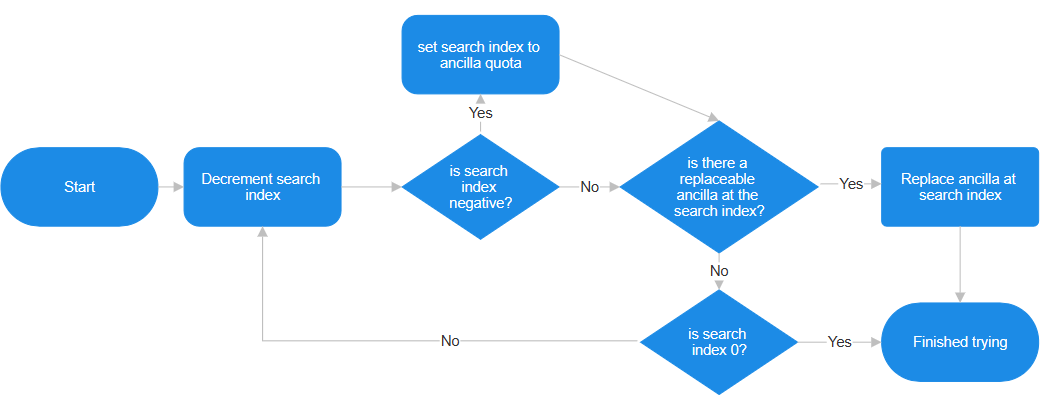 set search index to
ancilla quota
Yes
Start
Decrement search
index
is search
index
negative?
No
is there a
replaceable
ancilla at the
search index?
Yes
Replace ancilla at
search index
No
No
is search
index 0?
Yes
Finished trying